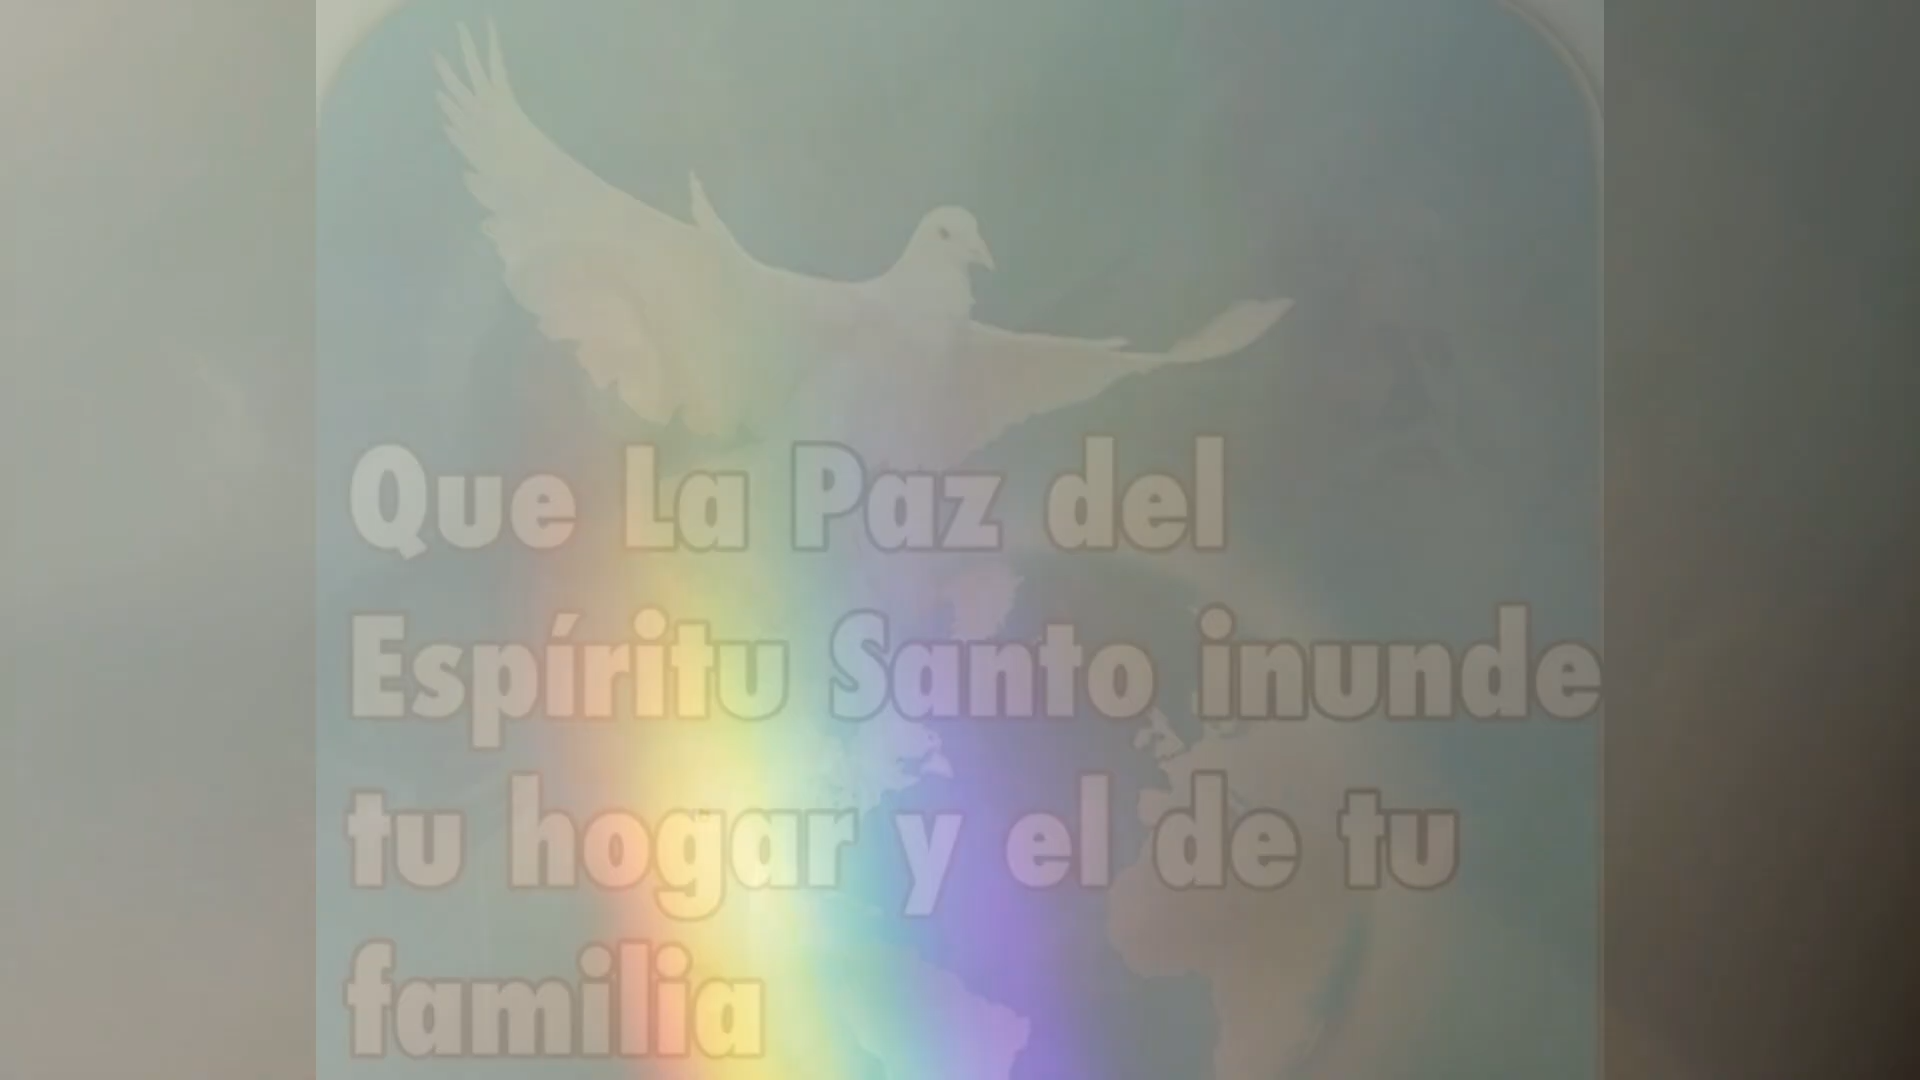 Que La Paz del
Espíritu Santo inunde
tu hogar y el de tu
familia